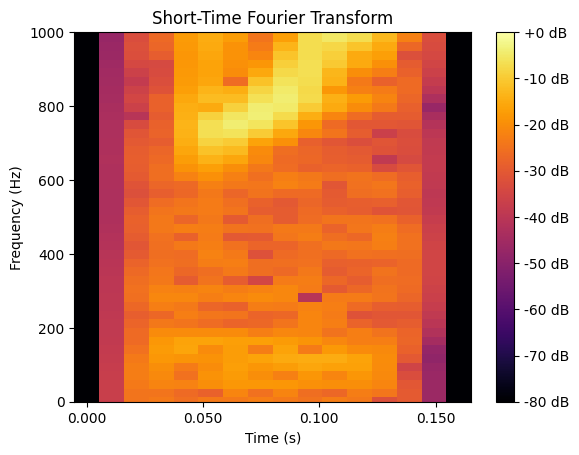 Short-Time Fourier Transform
1000
800
600
400
200
0
Frequency (Hz)
0.000
0.050
0.100
0.150
Time (s)
+0 dB
-10 dB
-20 dB
-30 dB
-40 dB
-50 dB
-60 dB
-70 dB
-80 dB